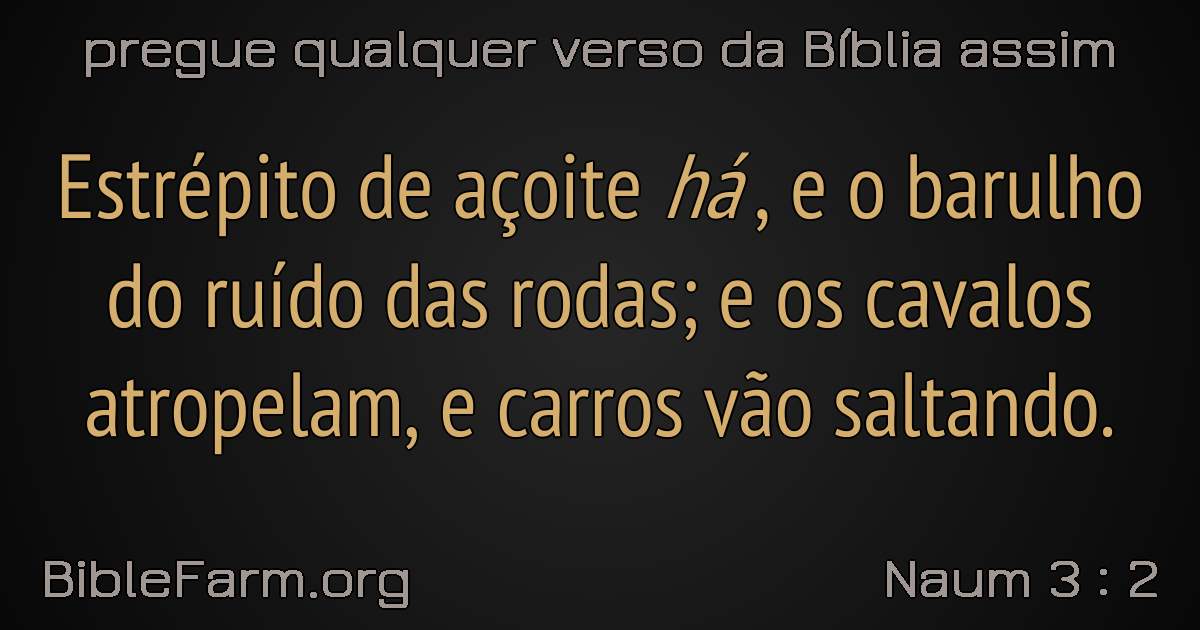 pregue qualquer verso da Bíblia assim
Estrépito de açoite há, e o barulho
do ruído das rodas; e os cavalos
atropelam, e carros vão saltando.
BibleFarm.org
Naum 3 : 2